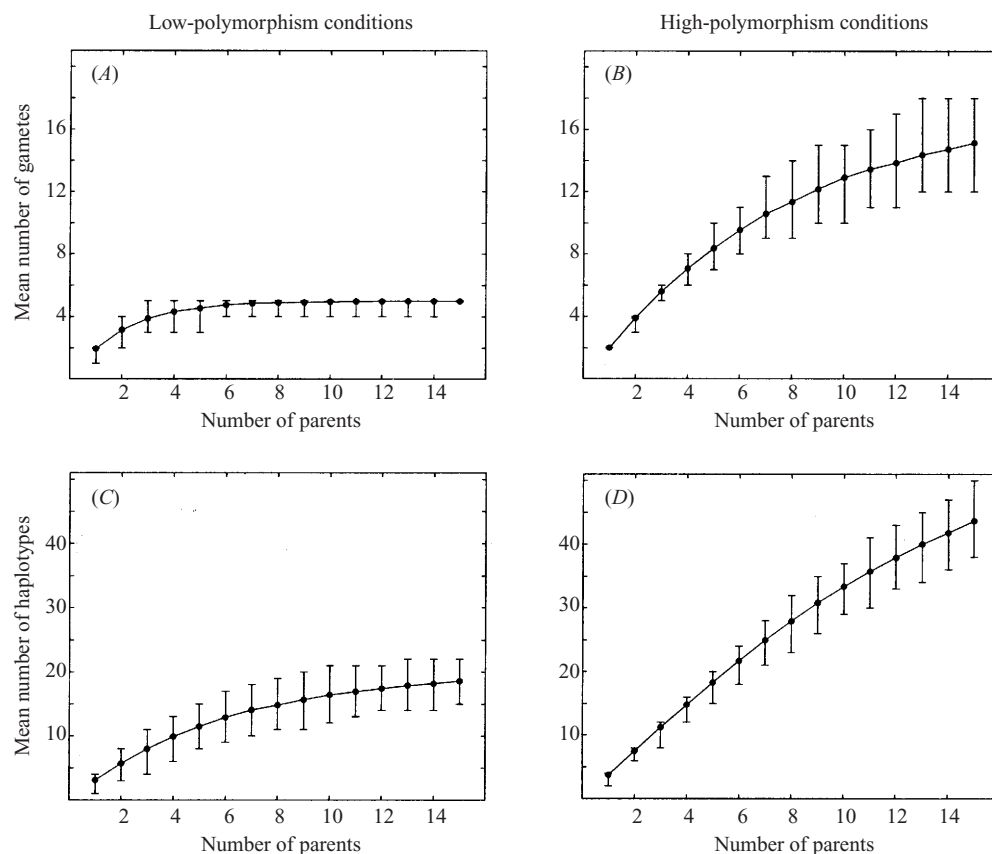 Low-polymorphism conditions
High-polymorphism conditions
(A)
Mean number of gametes
16
12
8
4
2 4 6 8 10 12 14
Number of parents
(B)
16
12
8
4
2 4 6 8 10 12 14
Number of parents
(C)
Mean number of haplotypes
40
30
20
10
2 4 6 8 10 12 14
Number of parents
(D)
40
30
20
10
2 4 6 8 10 12 14
Number of parents